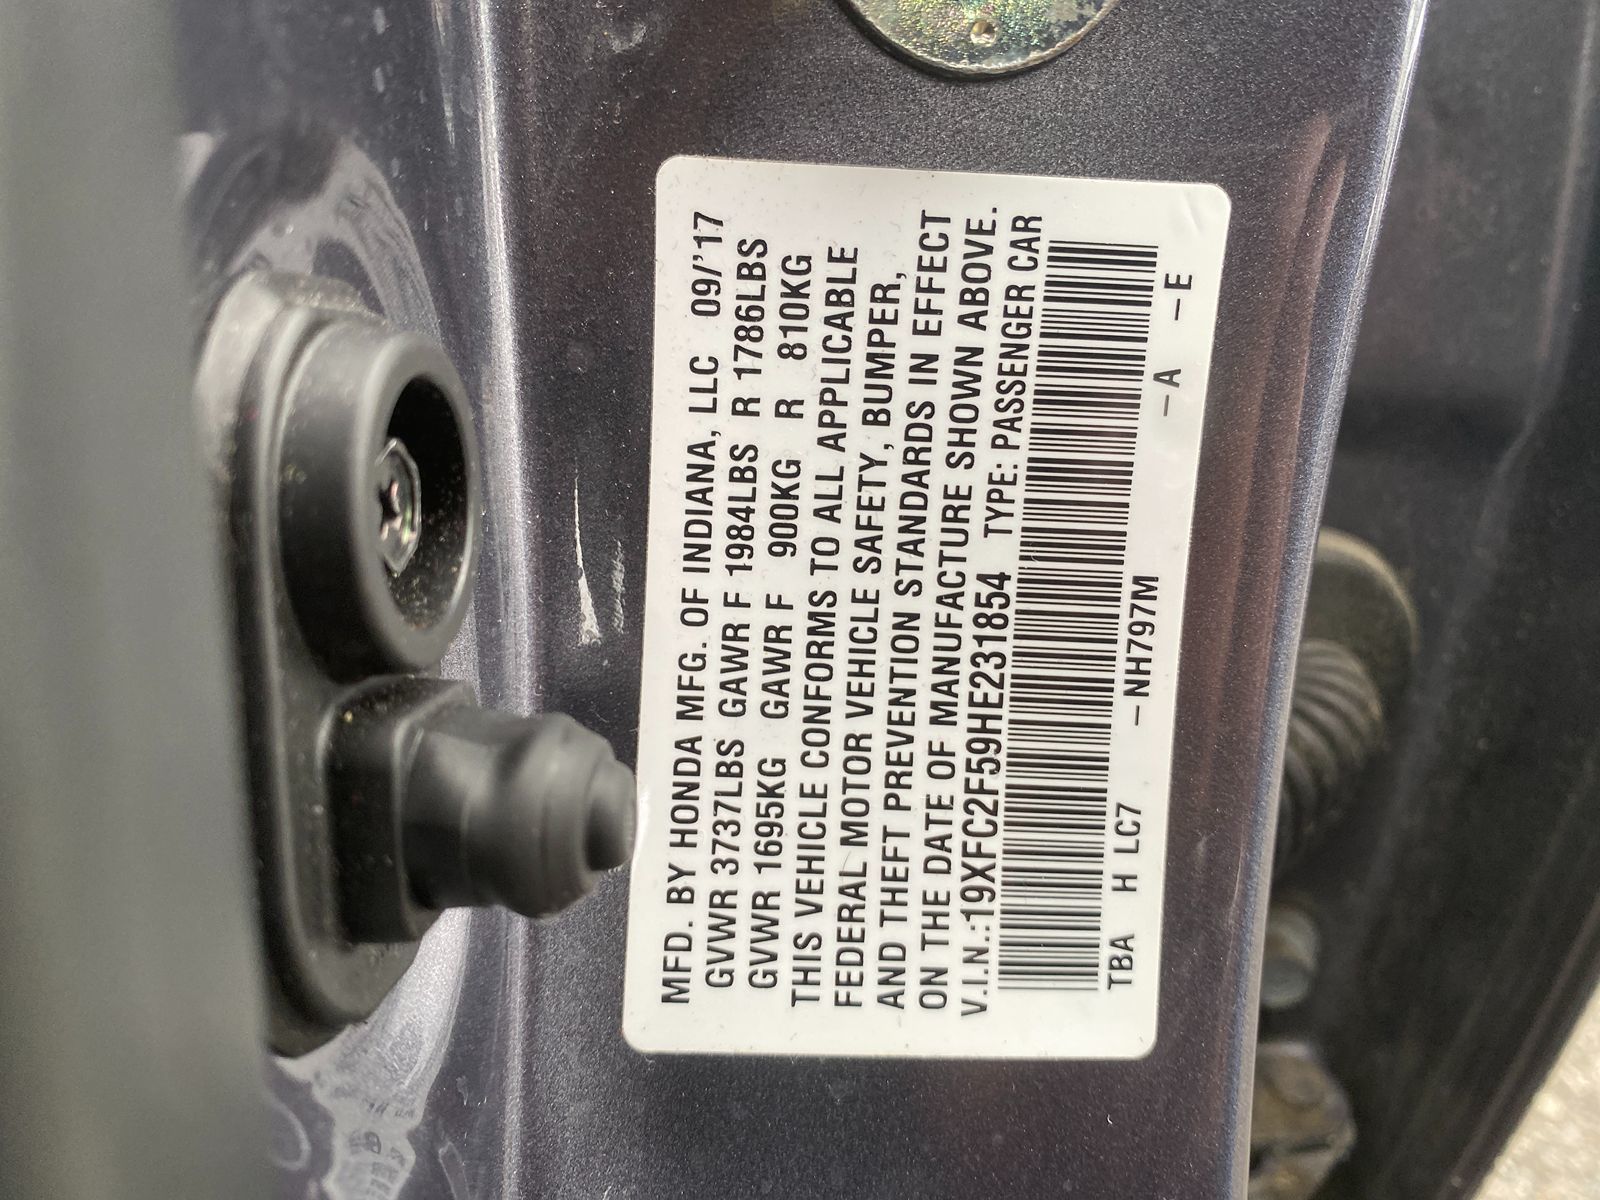 MFD. BY HONDA MFG. OF INDIANA, LLC 09/'17
GVWR 3737LBS GAWR F 1984LBS R 1786LBS
GVWR 1695KG GAWR F 900KG R 810KG
THIS VEHICLE CONFORMS TO ALL APPLICABLE
FEDERAL MOTOR VEHICLE SAFETY, BUMPER,
AND THEFT PREVENTION STANDARDS IN EFFECT
ON THE DATE OF MANUFACTURE SHOWN ABOVE.
V.I.N.:19XFC2F59HE231854 TYPE: PASSENGER CAR
TBA H LC7 –NH797M –A –E